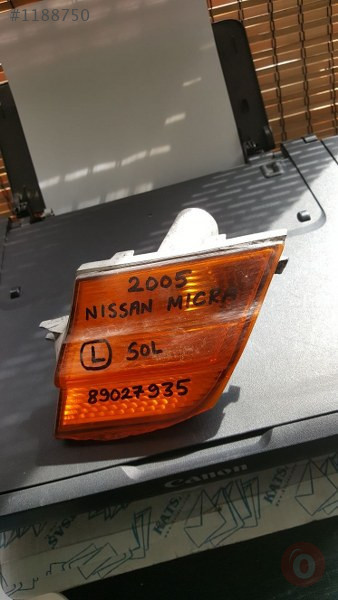 #1188750
2005
NISSAN MICRA
L SOL
89027935
Canon